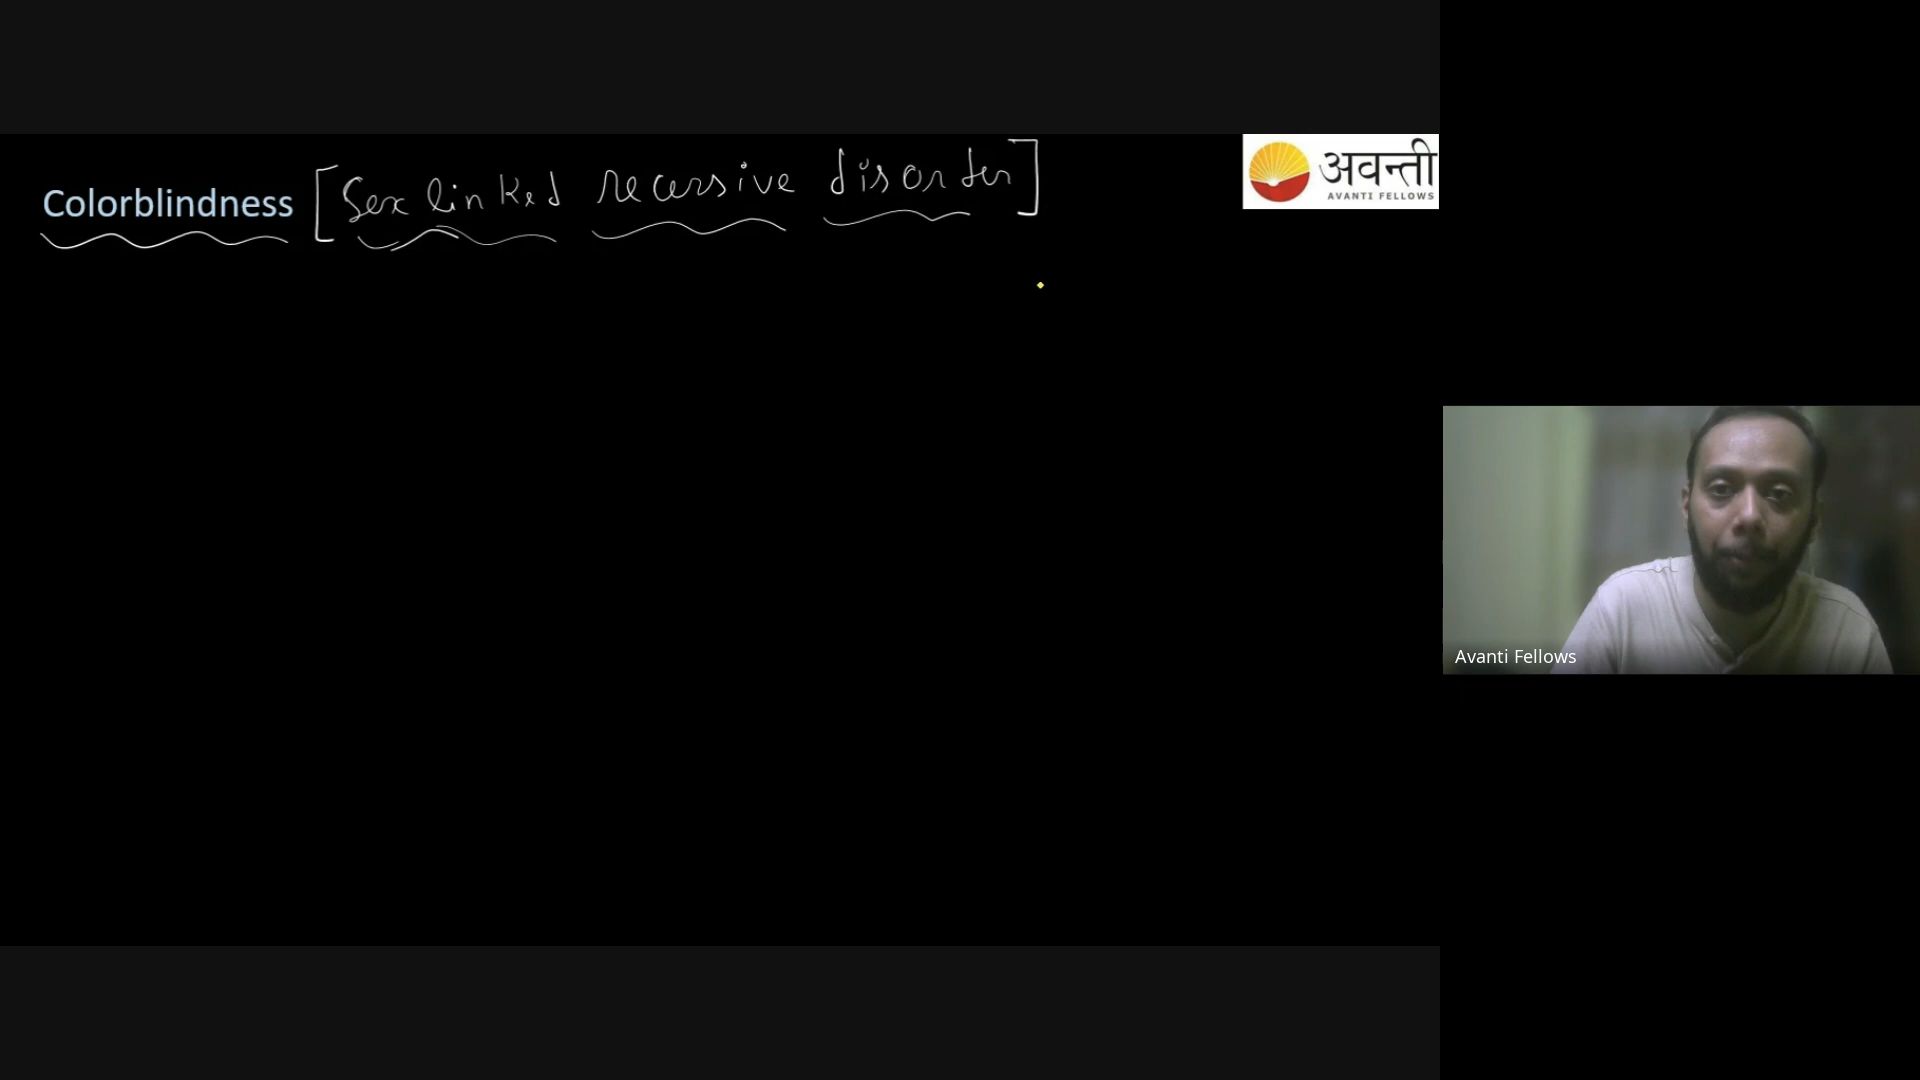 Colorblindness [Sex linked recessive disorder]
अवन्ती
AVANTI FELLOWS
Avanti Fellows